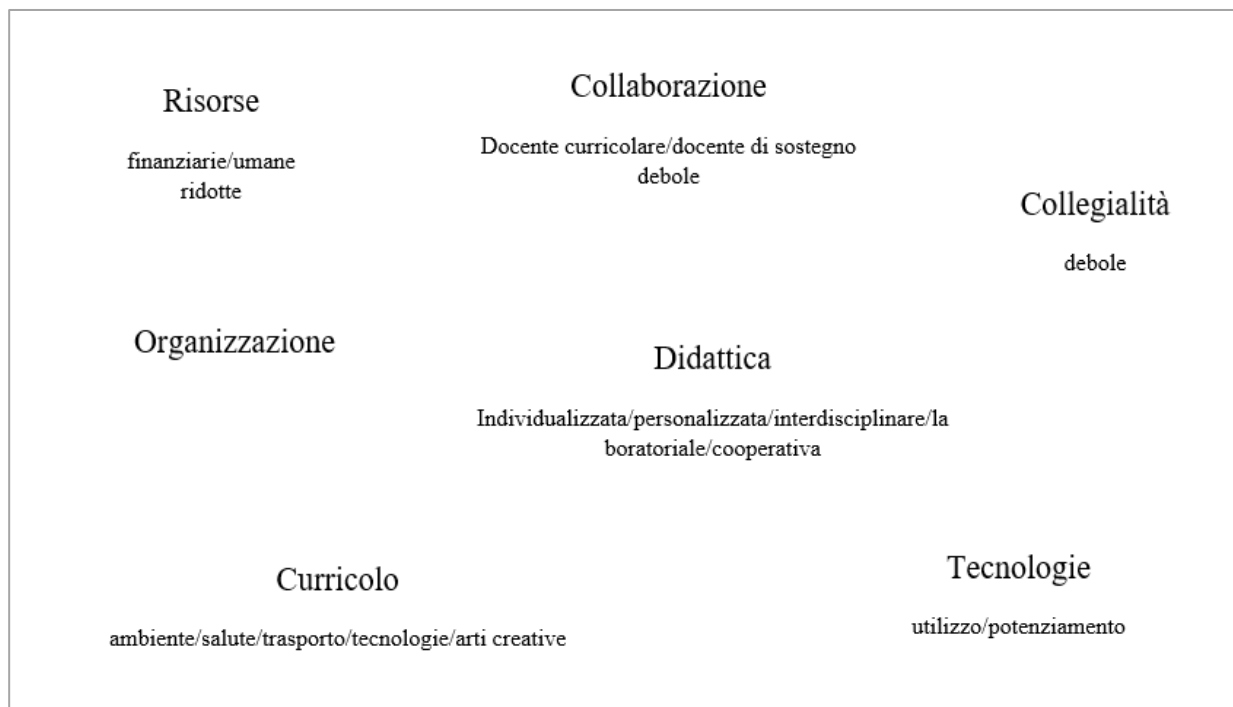 Risorse
finanziarie/umane
ridotte
Collaborazione
Docente curricolare/docente di sostegno
debole
Collegialità
debole
Organizzazione
Didattica
Individualizzata/personalizzata/interdisciplinare/la
boratoriale/cooperativa
Curricolo
ambiente/salute/trasporto/tecnologie/arti creative
Tecnologie
utilizzo/potenziamento